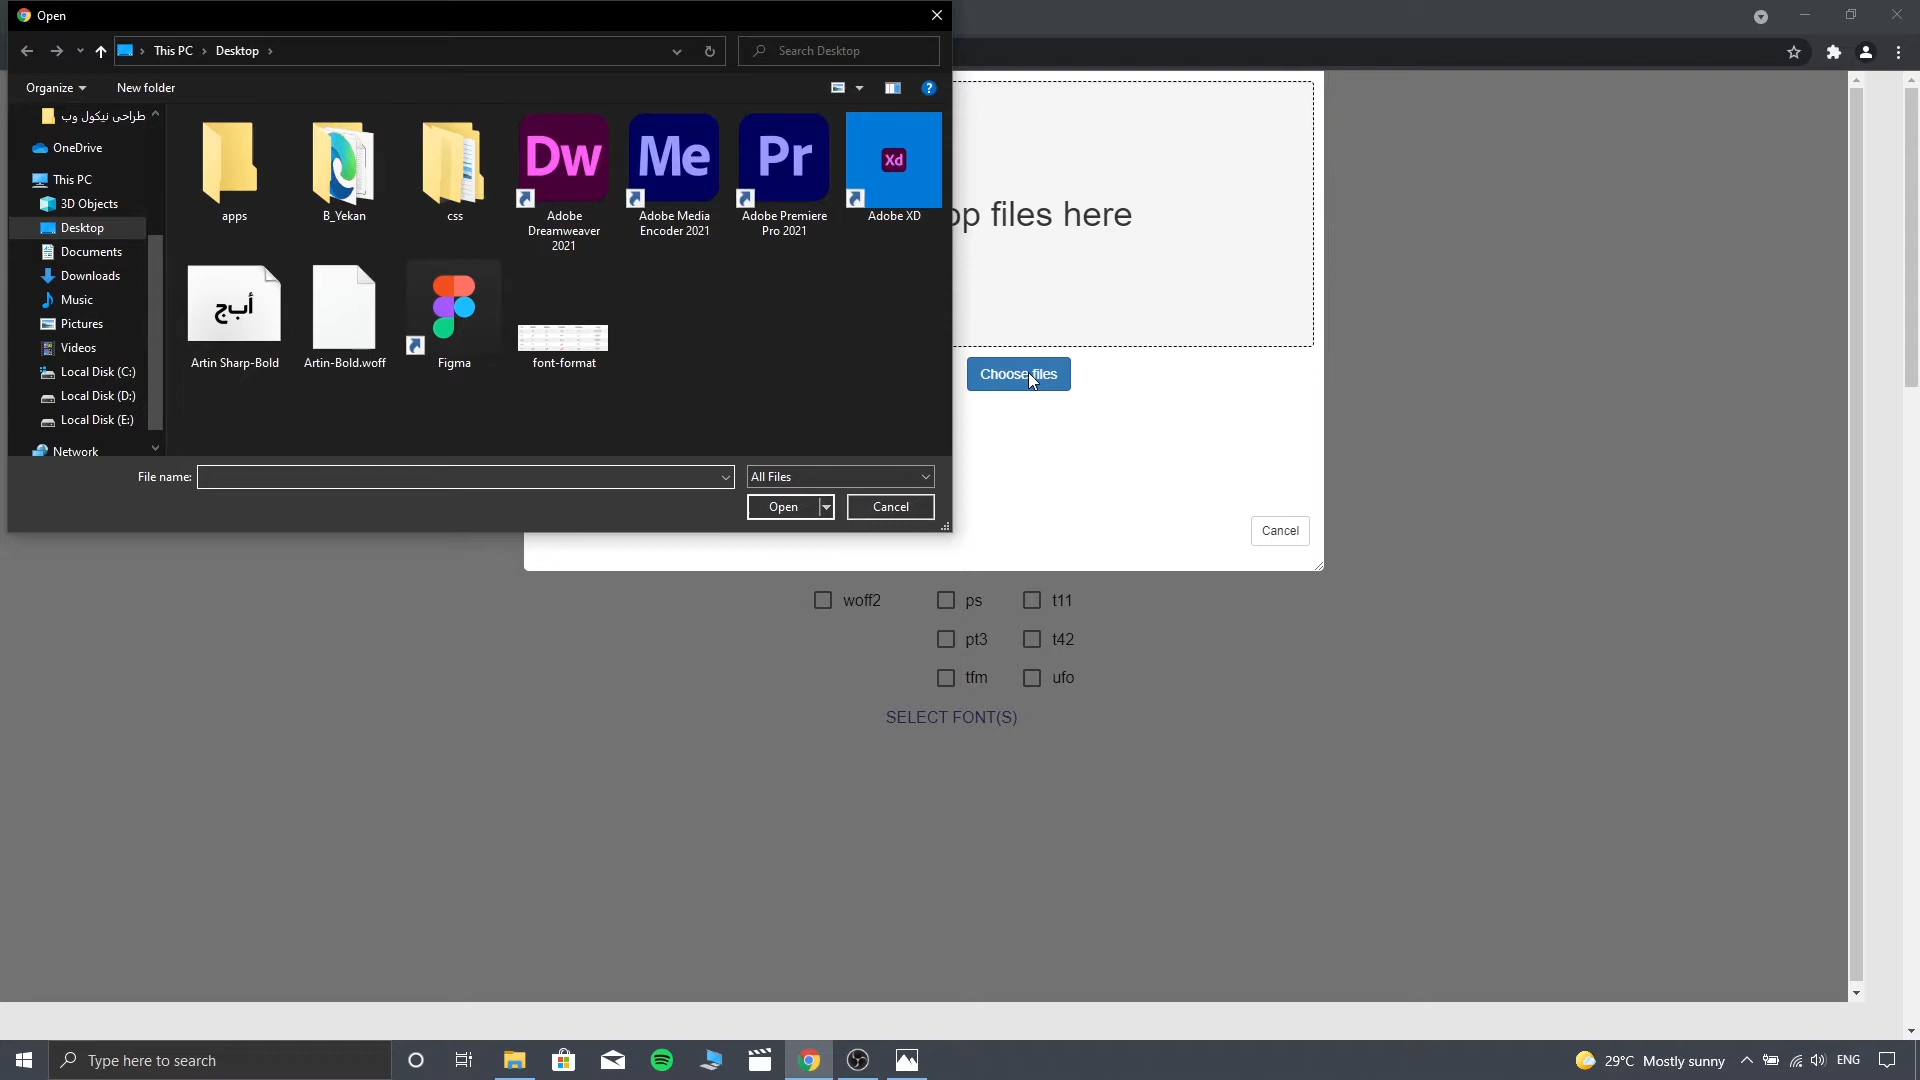 Open
This PC
Desktop
Search Desktop
Organize
New folder
طراحی نیکول وب
OneDrive
This PC
3D Objects
Desktop
Documents
Downloads
Music
Pictures
Videos
Local Disk (C:)
Local Disk (D:)
Local Disk (E:)
Network
apps
B_Yekan
css
Dw
Adobe
Dreamweaver
2021
Me
Adobe Media
Encoder 2021
Pr
Adobe Premiere
Pro 2021
Xd
Adobe XD
أب‌ج
Artin Sharp-Bold
Artin-Bold.woff
Figma
font-format
File name:
All Files
Open
Cancel
files here
Choose files
Cancel
woff2
ps
t11
pt3
t42
tfm
ufo
SELECT FONT(S)
Type here to search
29°C Mostly sunny
ENG